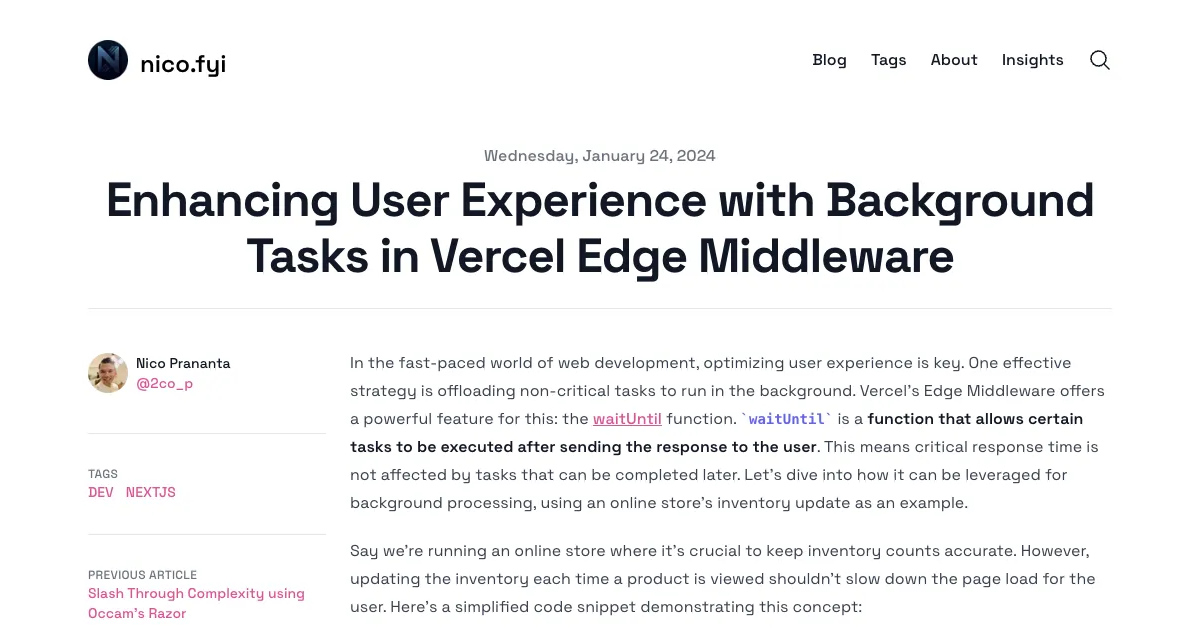 nico.fyi
Blog Tags About Insights
Wednesday, January 24, 2024
Enhancing User Experience with Background
Tasks in Vercel Edge Middleware
Nico Prananta
@2co_p
TAGS
DEV NEXTJS
PREVIOUS ARTICLE
Slash Through Complexity using
Occam's Razor
In the fast-paced world of web development, optimizing user experience is key. One effective
strategy is offloading non-critical tasks to run in the background. Vercel's Edge Middleware offers
a powerful feature for this: the waitUntil function. `waitUntil` is a function that allows certain
tasks to be executed after sending the response to the user. This means critical response time is
not affected by tasks that can be completed later. Let's dive into how it can be leveraged for
background processing, using an online store's inventory update as an example.
Say we're running an online store where it's crucial to keep inventory counts accurate. However,
updating the inventory each time a product is viewed shouldn't slow down the page load for the
user. Here's a simplified code snippet demonstrating this concept: